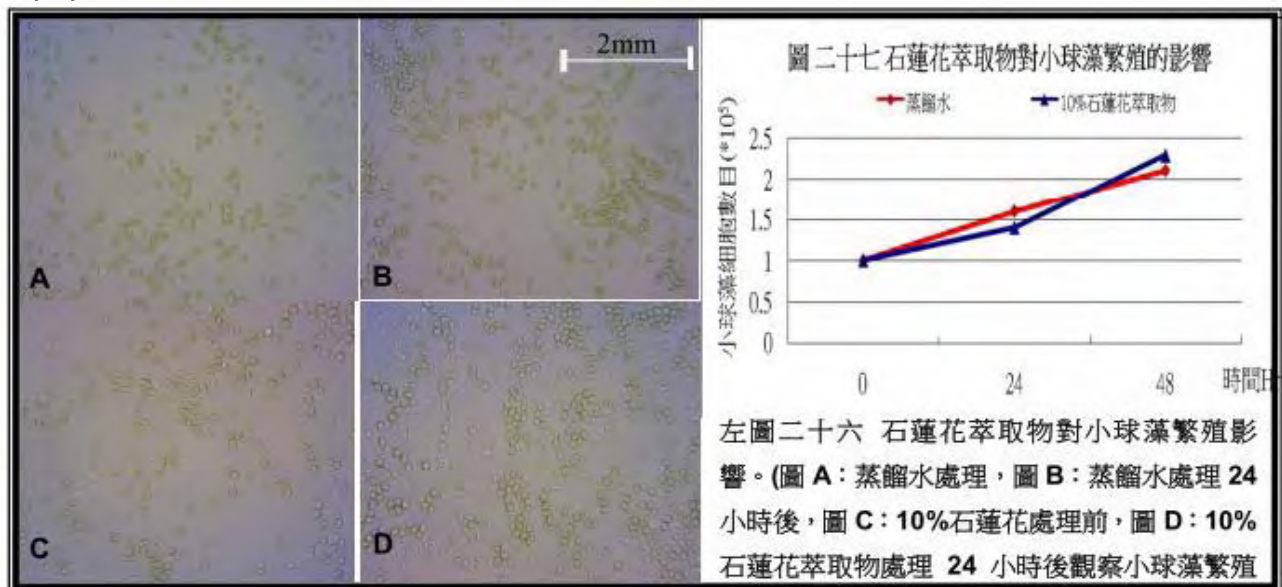 A
B
2mm
C
D
圖二十七 石蓮花萃取物對小球藻繁殖的影響
蒸餾水
10%石蓮花萃取物
小球藻細胞數目(*10⁵)
2.5
2
1.5
1
0.5
0
0
24
48
時間H
左圖二十六 石蓮花萃取物對小球藻繁殖影
響。(圖 A：蒸餾水處理，圖 B：蒸餾水處理 24
小時後，圖 C：10%石蓮花處理前，圖 D：10%
石蓮花萃取物處理 24 小時後觀察小球藻繁殖